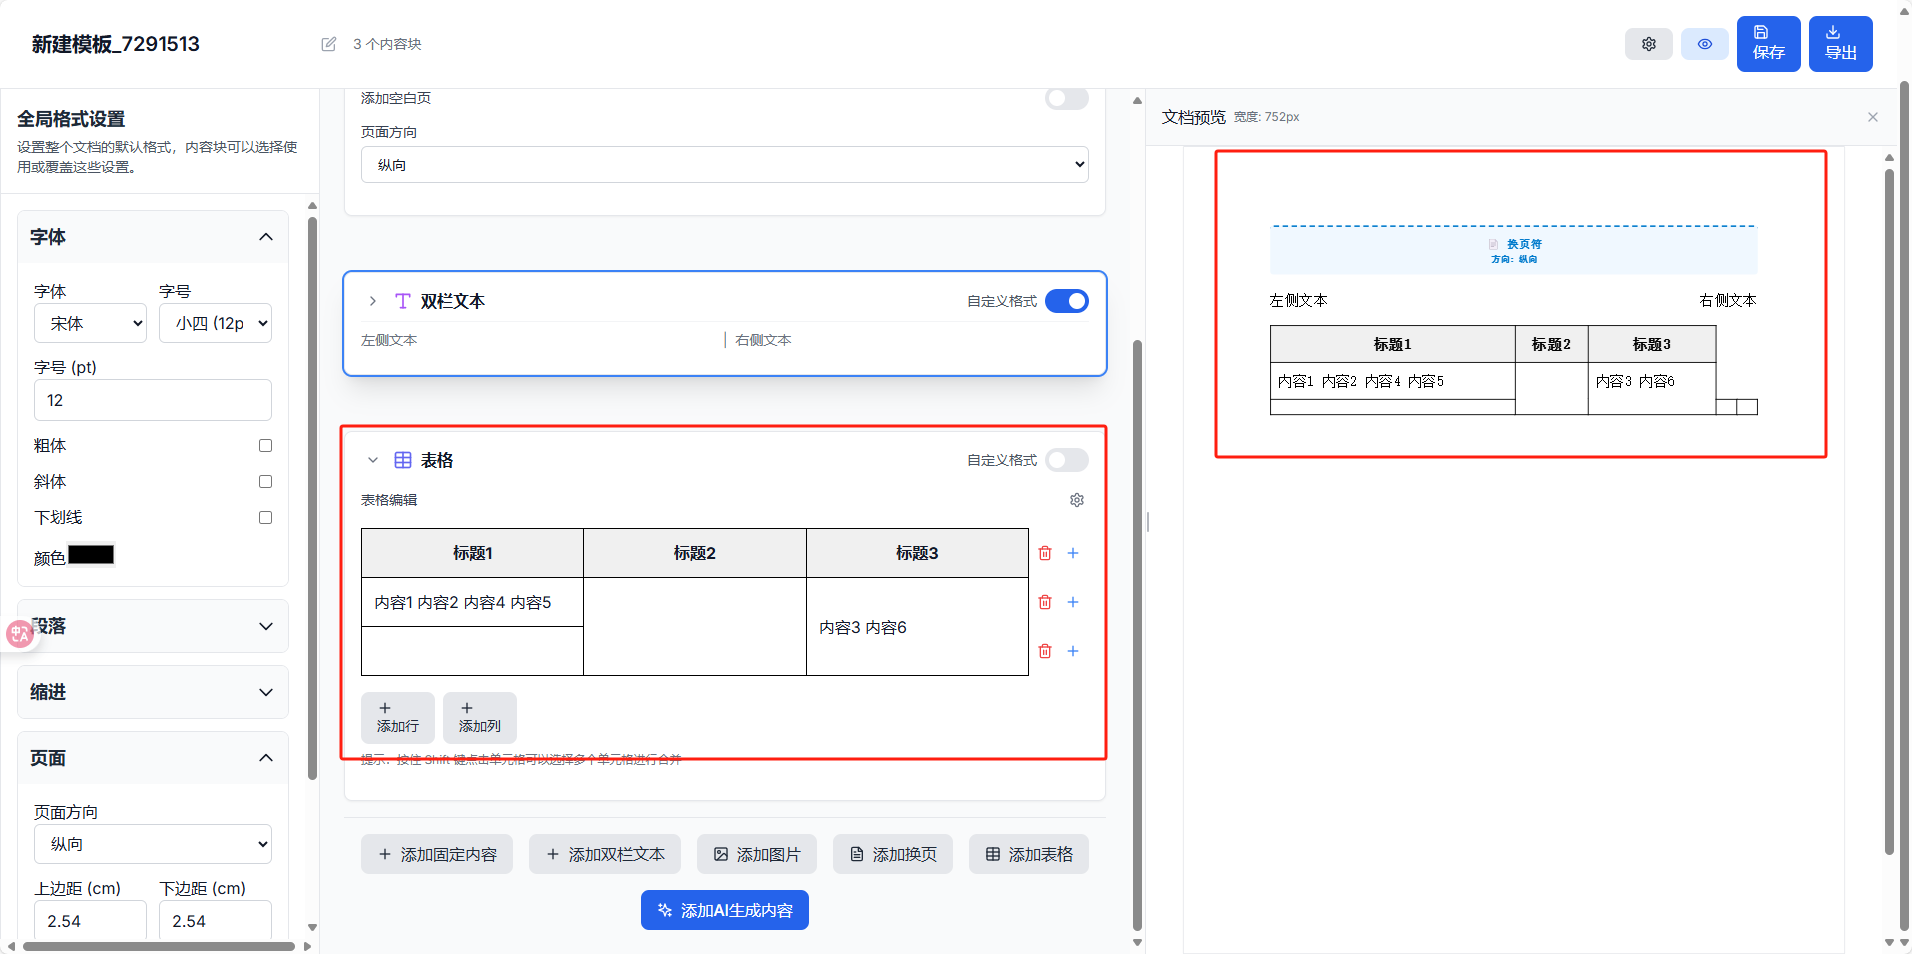 新建模板_7291513
3 个内容块
保存
导出
全局格式设置
设置整个文档的默认格式，内容块可以选择使
用或覆盖这些设置。
字体
字体
字号
宋体
小四 (12p
字号 (pt)
12
粗体
斜体
下划线
颜色
段落
缩进
页面
页面方向
纵向
上边距 (cm)
下边距 (cm)
2.54
2.54
添加空白页
页面方向
纵向
双栏文本
自定义格式
左侧文本
右侧文本
表格
自定义格式
表格编辑
标题1
标题2
标题3
内容1 内容2 内容4 内容5
内容3 内容6
添加行
添加列
提示：按住 Shift 键点击单元格可以选择多个单元格进行合并
添加固定内容
添加双栏文本
添加图片
添加换页
添加表格
添加AI生成内容
文档预览 宽度: 752px
换页符
方向: 纵向
左侧文本
右侧文本
标题1
标题2
标题3
内容1 内容2 内容4 内容5
内容3 内容6